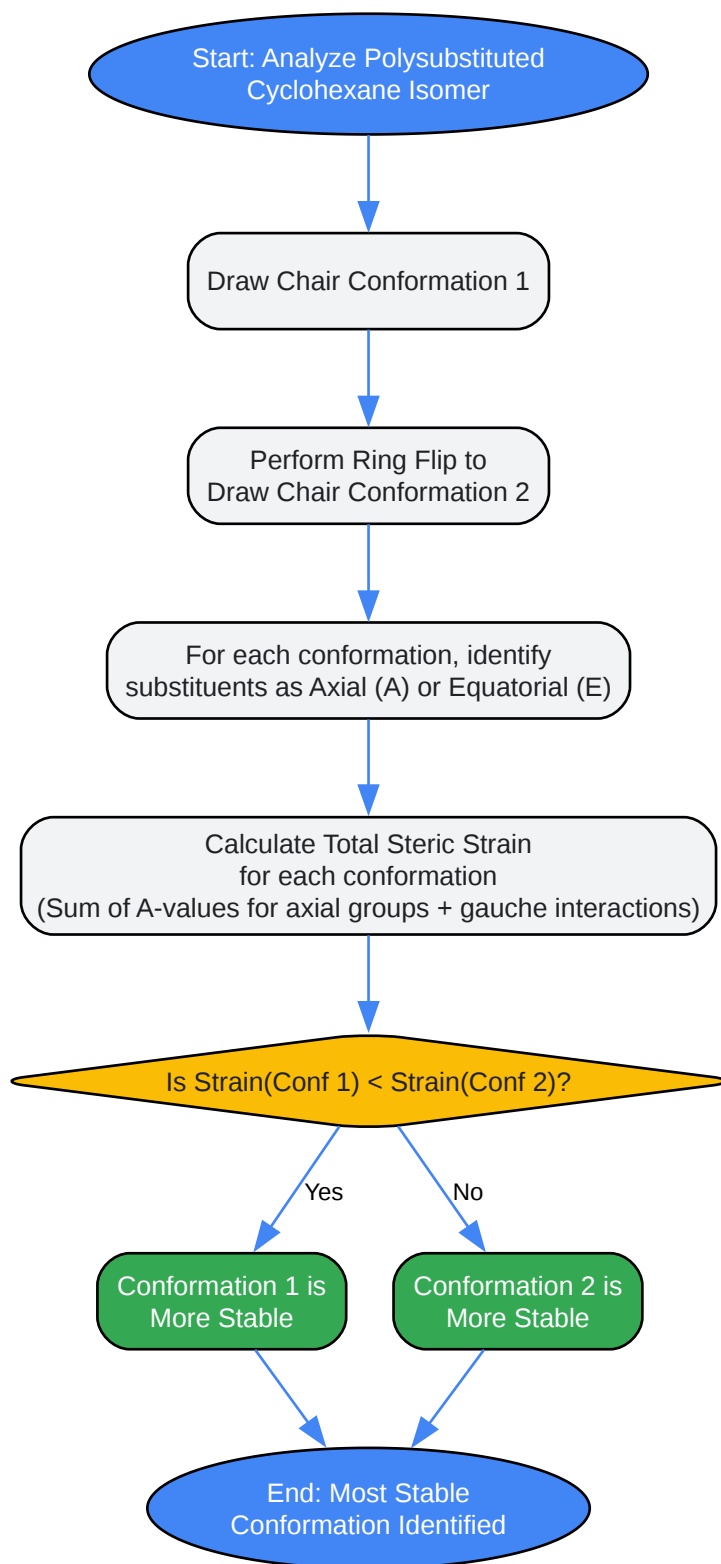 Start: Analyze Polysubstituted
Cyclohexane Isomer
Draw Chair Conformation 1
Perform Ring Flip to
Draw Chair Conformation 2
For each conformation, identify
substituents as Axial (A) or Equatorial (E)
Calculate Total Steric Strain
for each conformation
(Sum of A-values for axial groups + gauche interactions)
Is Strain(Conf 1) < Strain(Conf 2)?
Yes
No
Conformation 1 is
More Stable
Conformation 2 is
More Stable
End: Most Stable
Conformation Identified